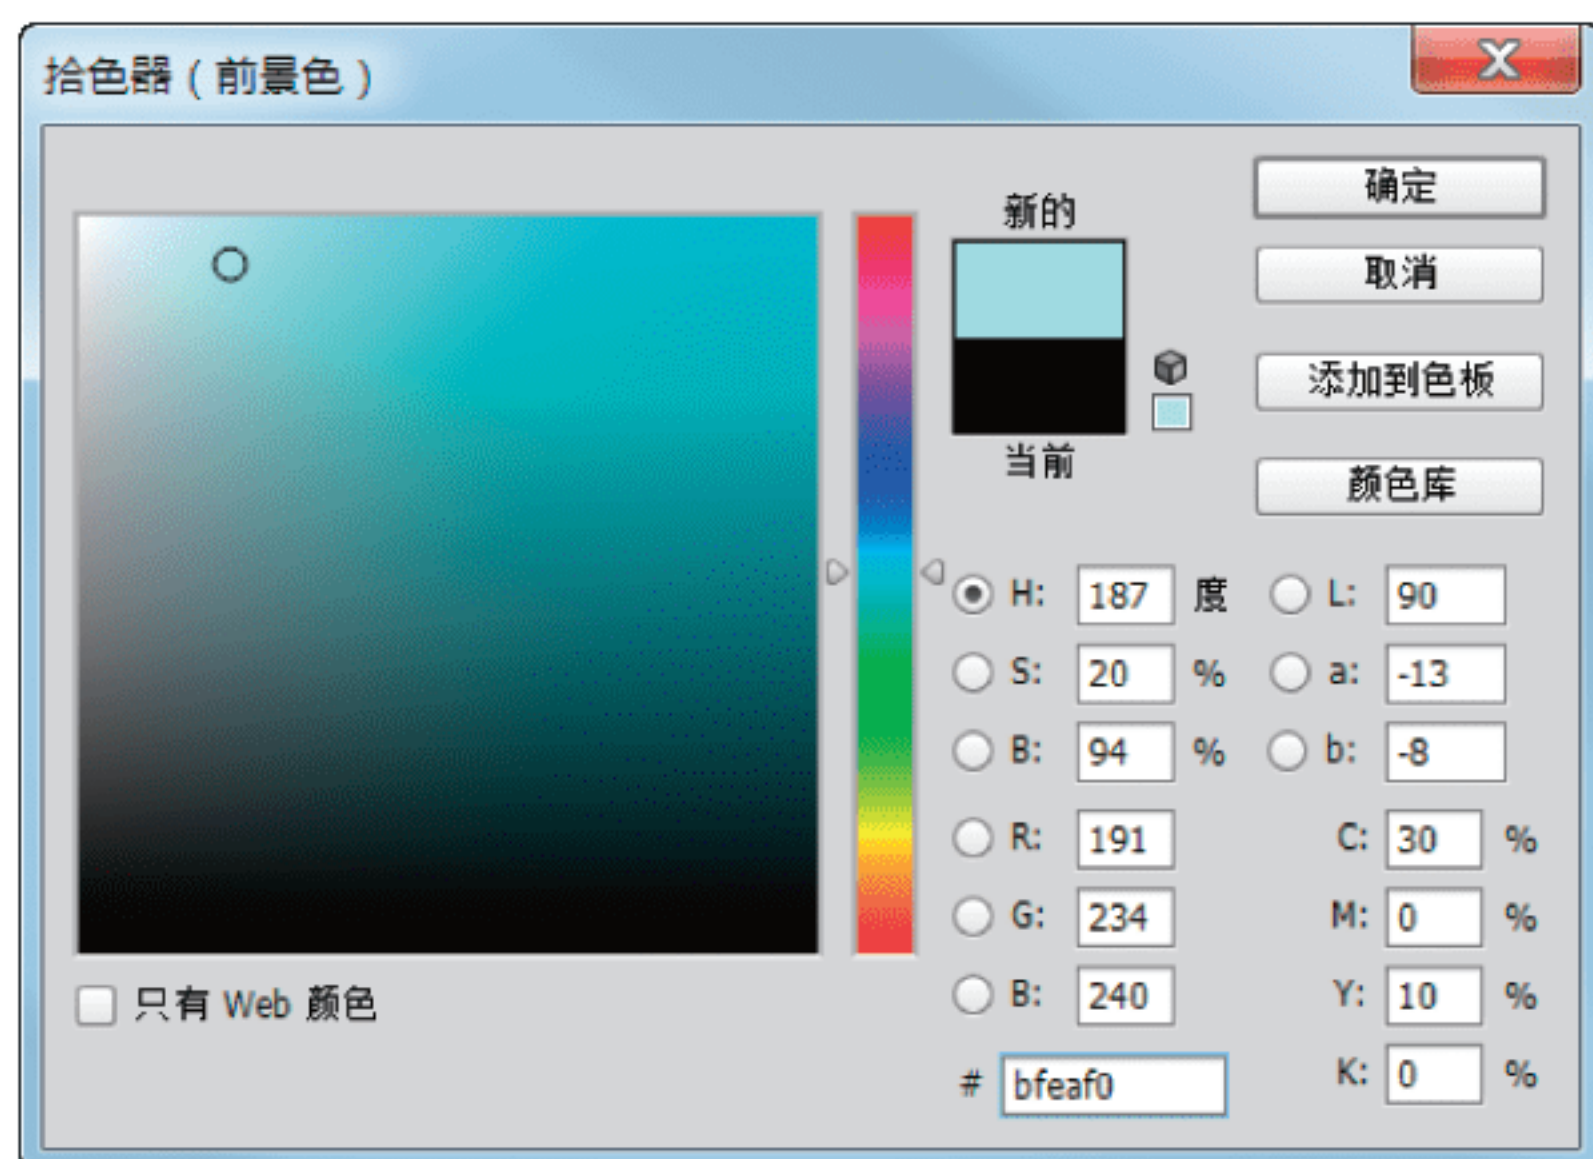 拾色器（前景色）
X
新的
当前
确定
取消
添加到色板
颜色库
H: 187 度 L: 90
S: 20 % a: -13
B: 94 % b: -8
R: 191 C: 30 %
G: 234 M: 0 %
B: 240 Y: 10 %
# bfeaf0 K: 0 %
只有 Web 颜色